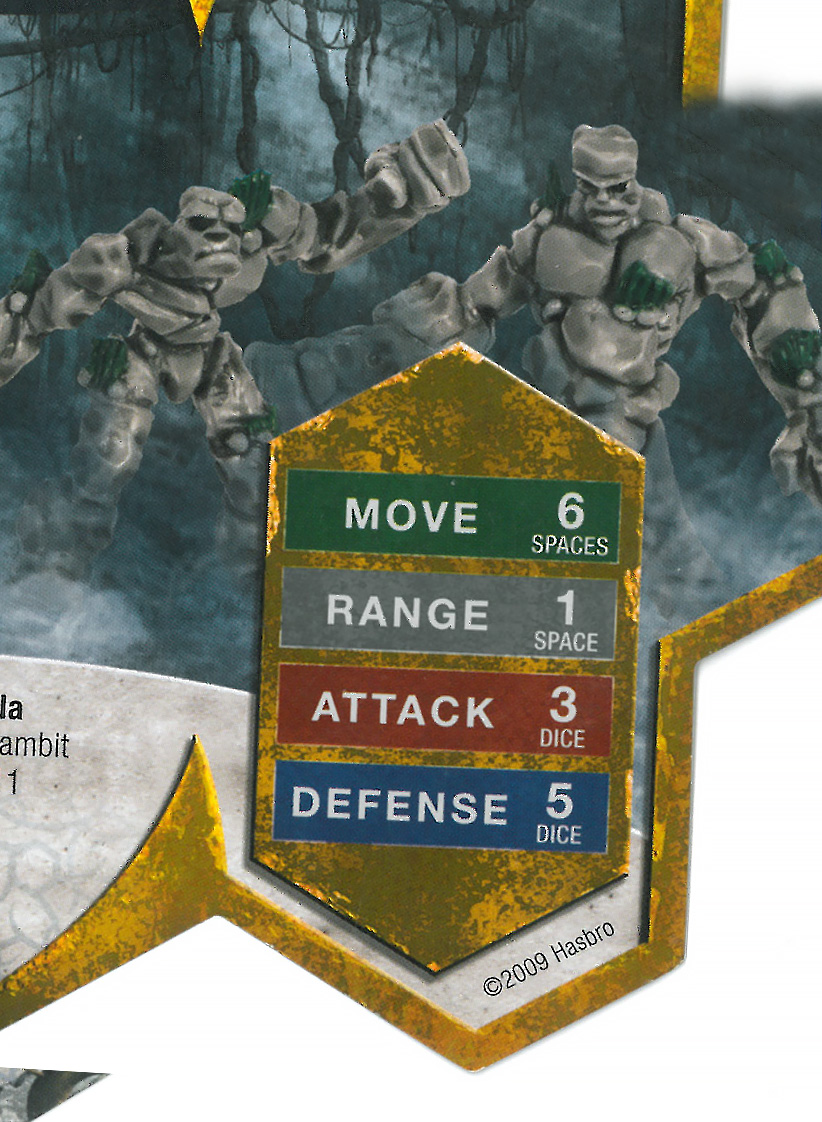 MOVE 6
SPACES
RANGE 1
SPACE
ATTACK 3
DICE
DEFENSE 5
DICE
la
ambit
1
©2009 Hasbro